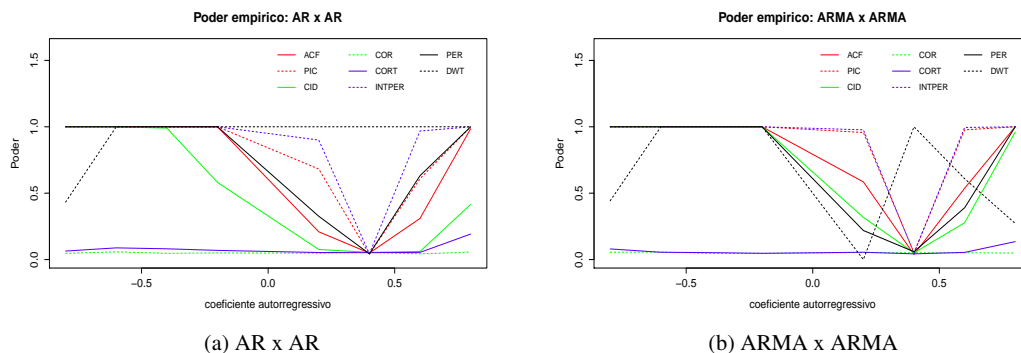 Poder empirico: AR x AR
ACF COR PER
PIC CORT DWT
CID INTPER
Poder
1.5
1.0
0.5
0.0
−0.5 0.0 0.5
coeficiente autorregressivo
(a) AR x AR
Poder empirico: ARMA x ARMA
ACF COR PER
PIC CORT DWT
CID INTPER
Poder
1.5
1.0
0.5
0.0
−0.5 0.0 0.5
coeficiente autorregressivo
(b) ARMA x ARMA